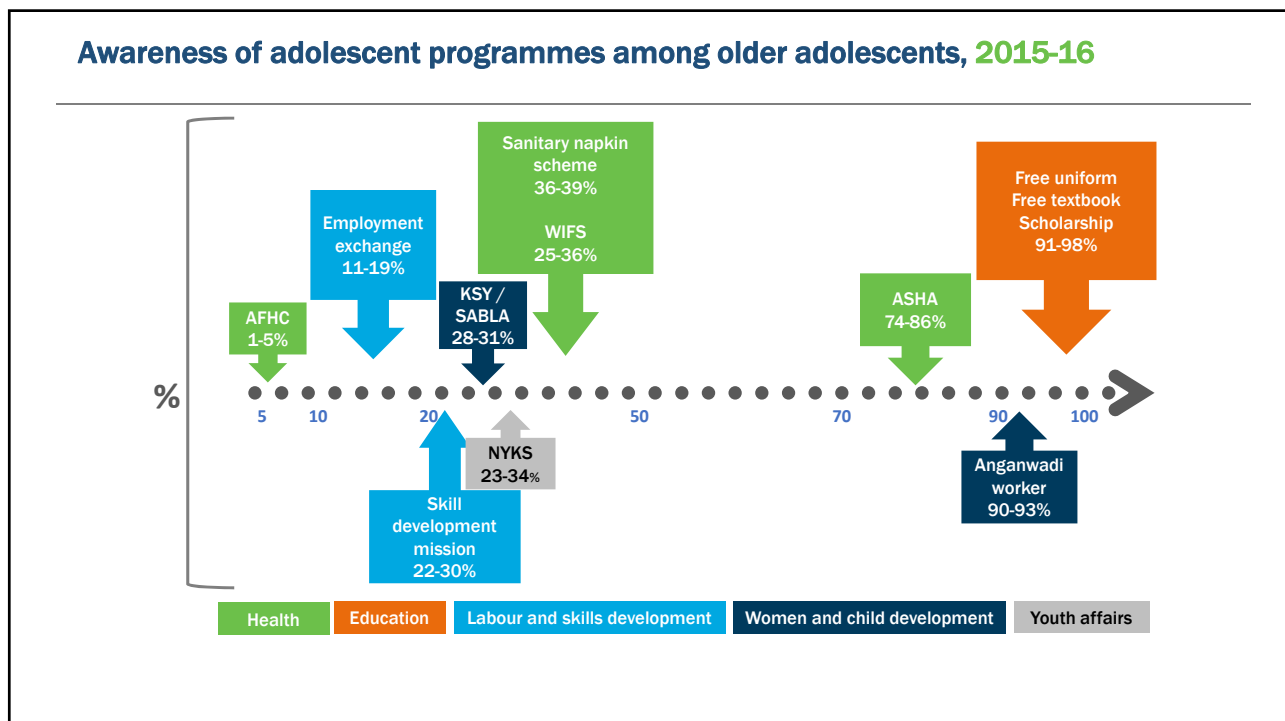 Awareness of adolescent programmes among older adolescents, 2015-16
Sanitary napkin
scheme
36-39%
WIFS
25-36%
Free uniform
Free textbook
Scholarship
91-98%
Employment
exchange
11-19%
KSY /
SABLA
28-31%
ASHA
74-86%
AFHC
1-5%
%
5 10 20 50 70 90 100
NYKS
23-34%
Anganwadi
worker
90-93%
Skill
development
mission
22-30%
Health Education Labour and skills development Women and child development Youth affairs